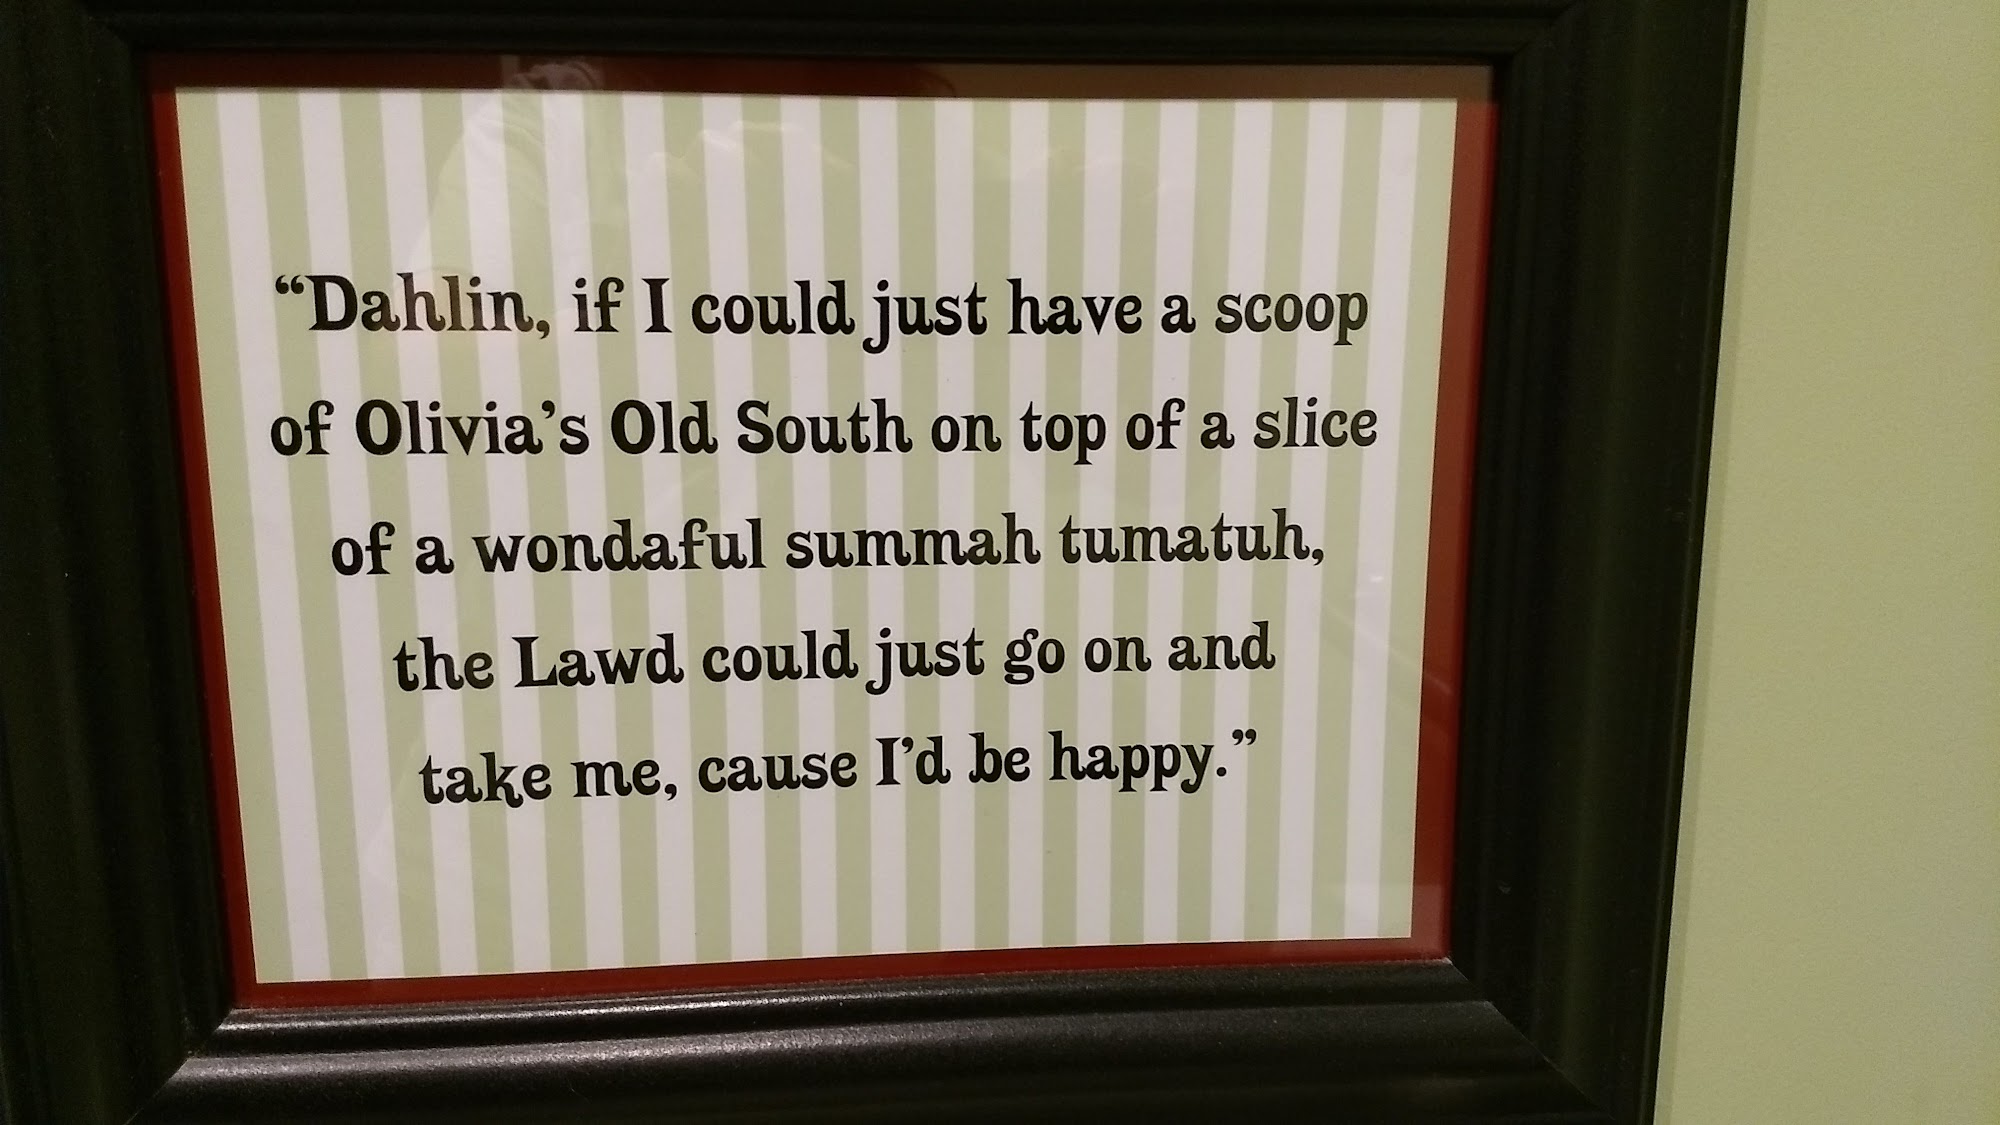 “Dahlin, if I could just have a scoop
of Olivia’s Old South on top of a slice
of a wondaful summah tumatuh,
the Lawd could just go on and
take me, cause I’d be happy.”